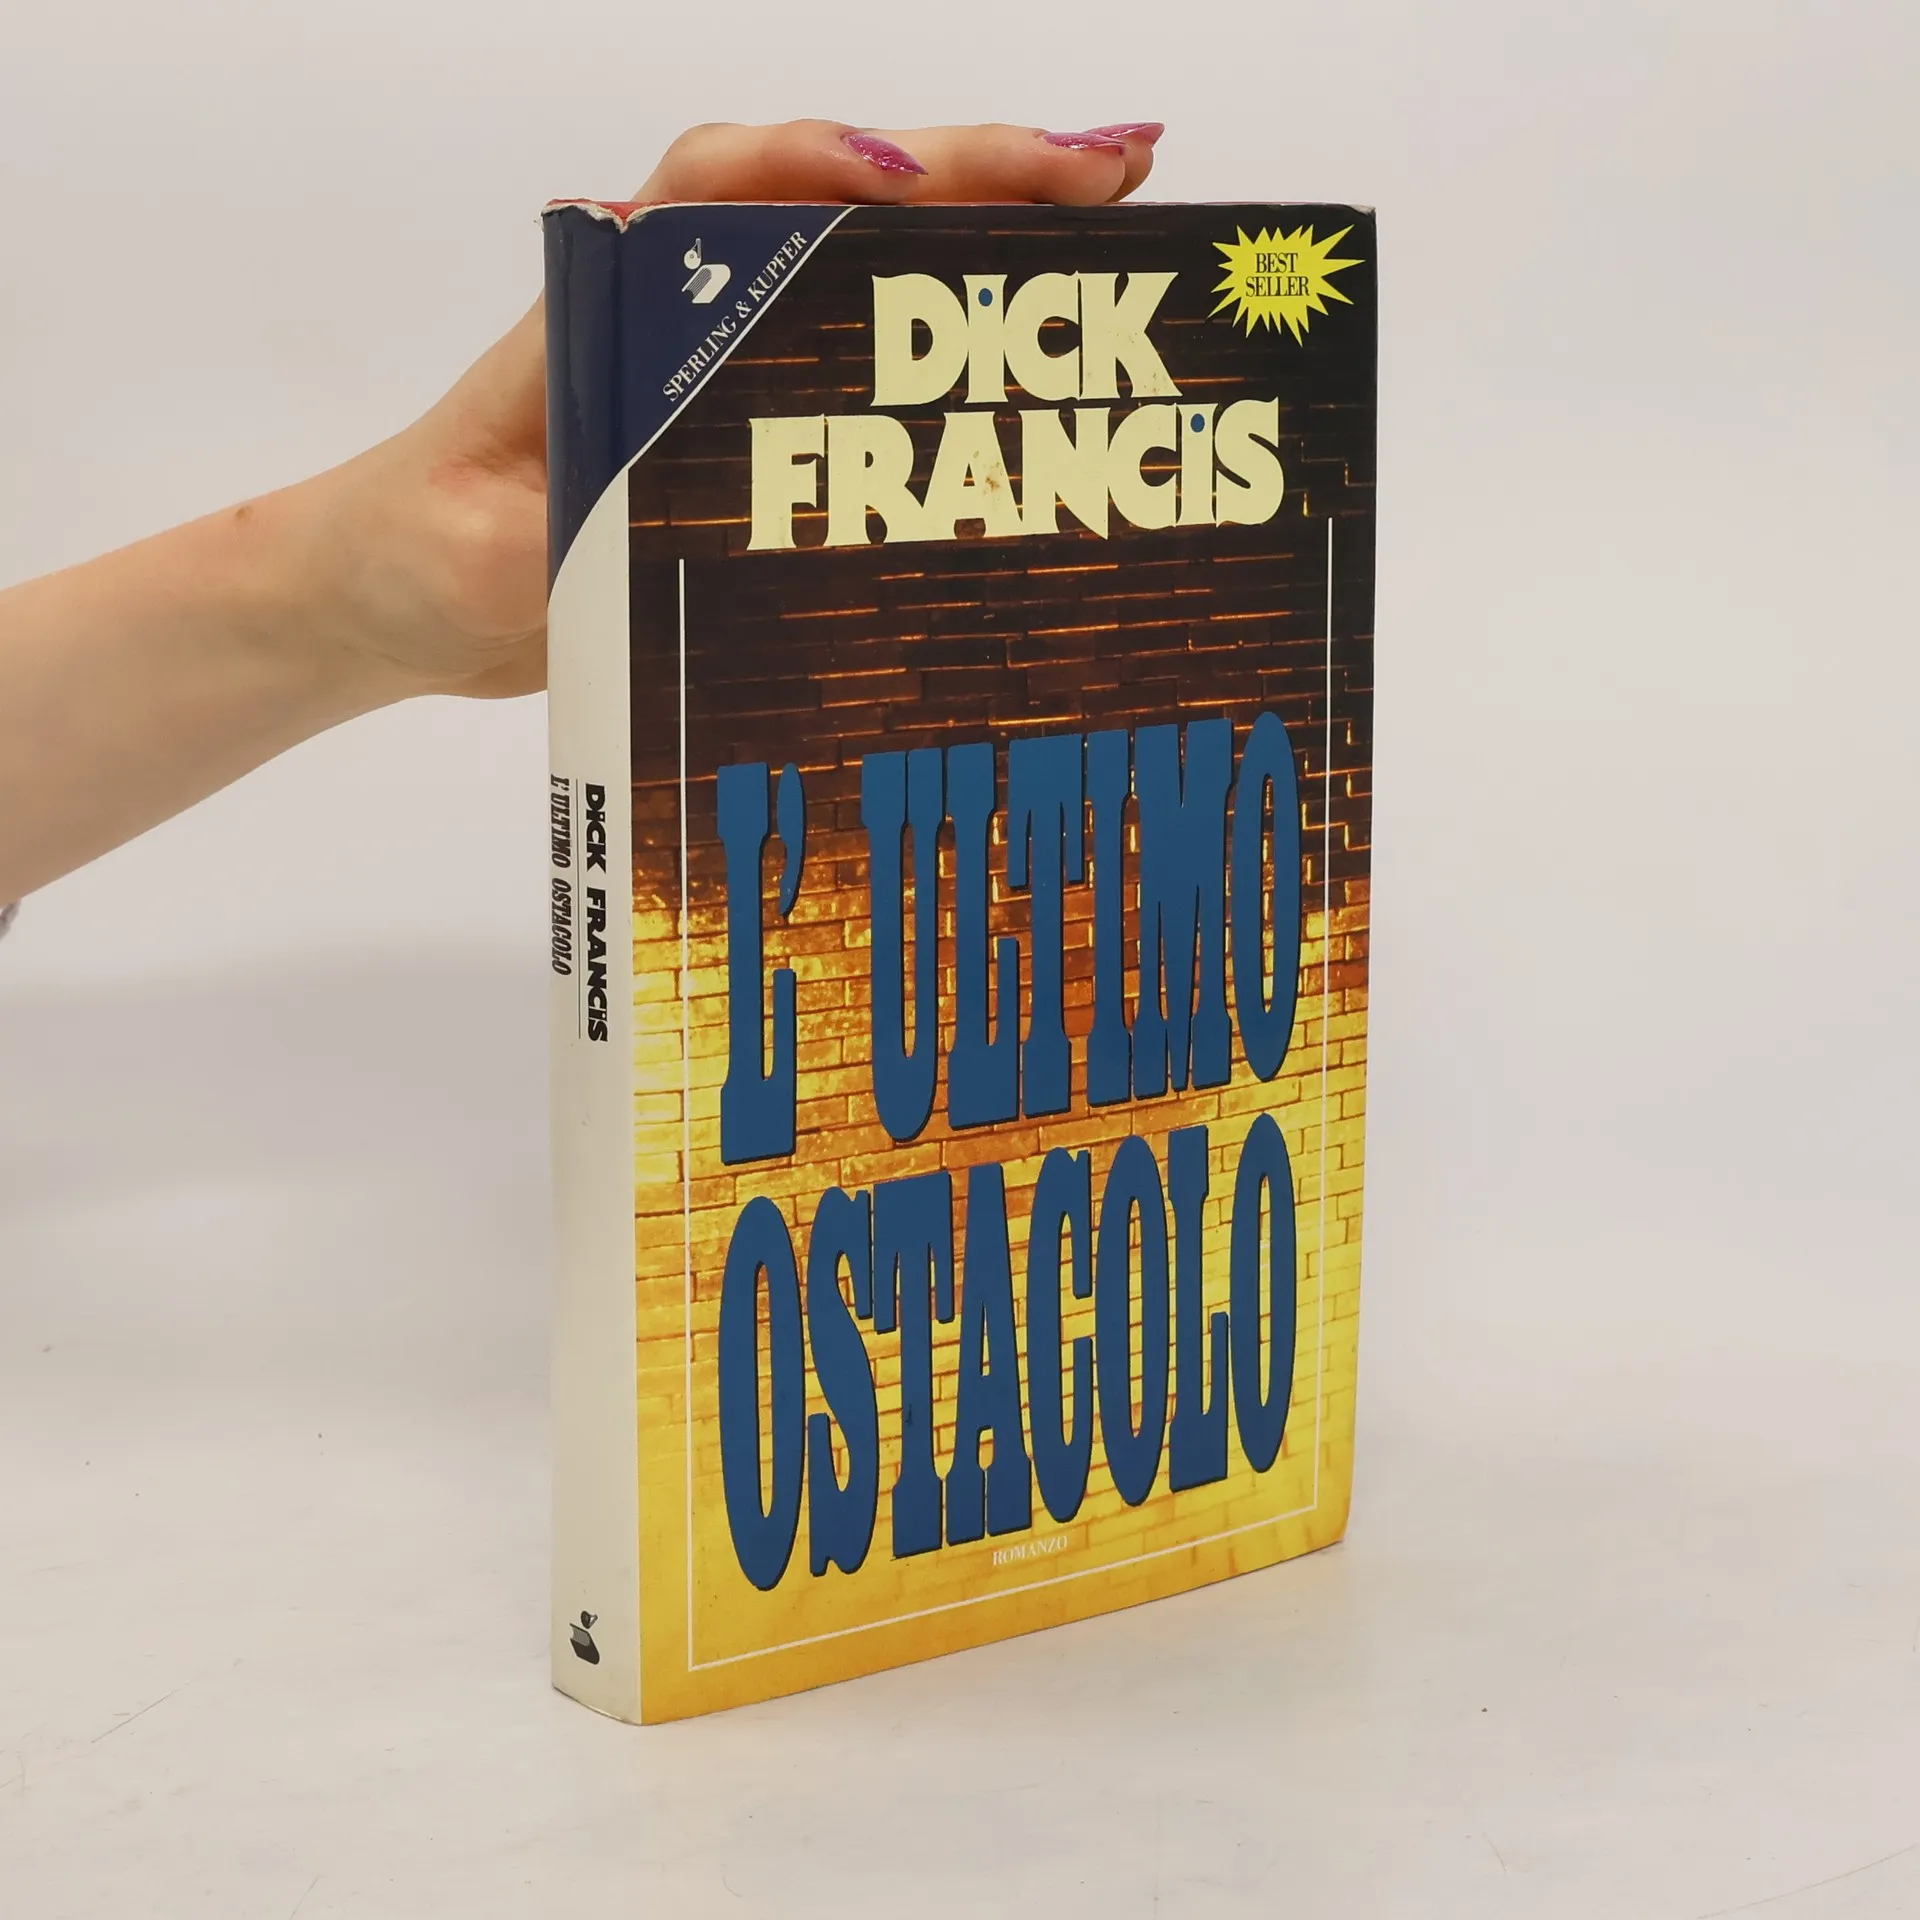 SPERLING & KUPFER
DiCK
FRANCiS
BEST
SELLER
L'ULTIMO
OSTACOLO
ROMANZO
DiCK FRANCiS
L'ULTIMO OSTACOLO